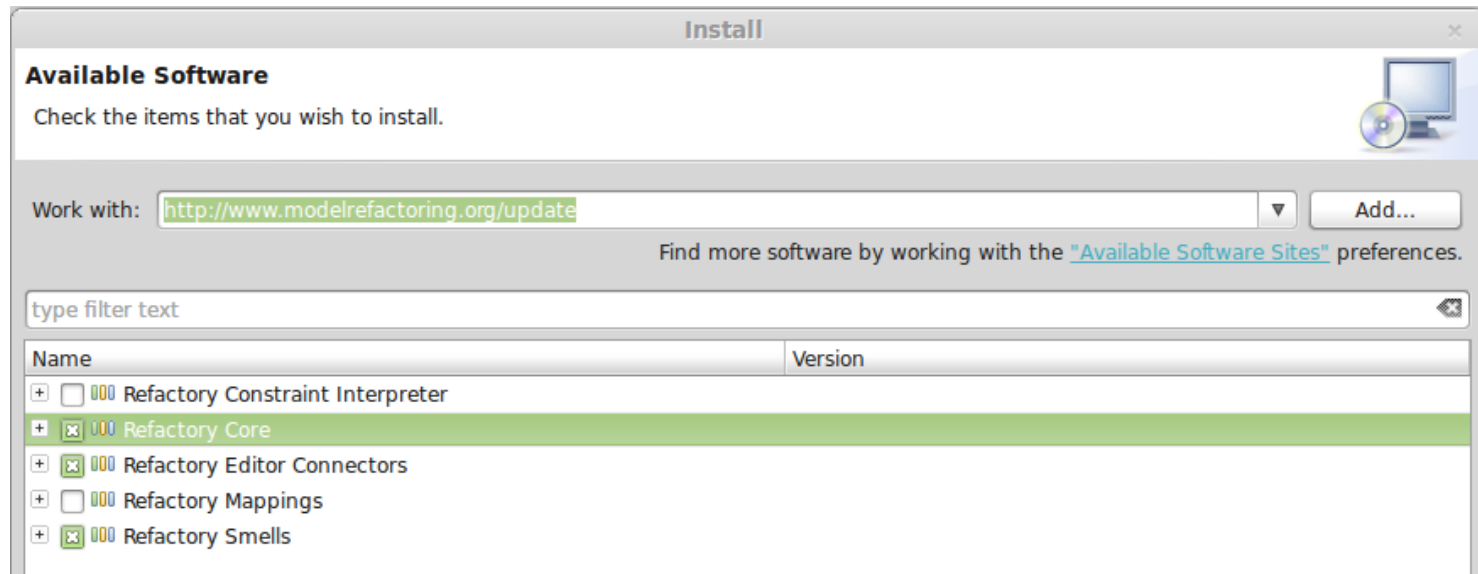 Install
Available Software
Check the items that you wish to install.
Work with: http://www.modelrefactoring.org/update Add...
Find more software by working with the "Available Software Sites" preferences.
type filter text
Name Version
Refactory Constraint Interpreter
Refactory Core
Refactory Editor Connectors
Refactory Mappings
Refactory Smells